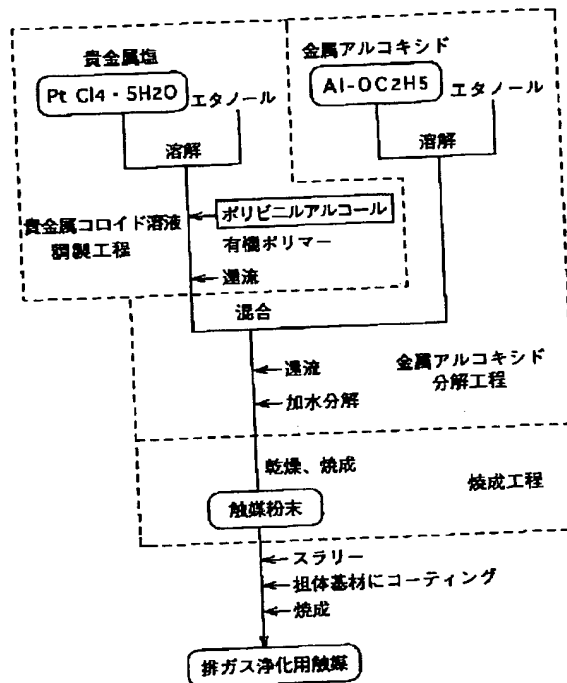 貴金属塩
Pt Cl4・5H2O
エタノール
溶解
金属アルコキシド
Al-OC2H5
エタノール
溶解
ポリビニルアルコール
貴金属コロイド溶液
調製工程
有機ポリマー
還流
混合
還流
加水分解
金属アルコキシド
分解工程
乾燥、焼成
焼成工程
触媒粉末
スラリー
担体基材にコーティング
焼成
排ガス浄化用触媒